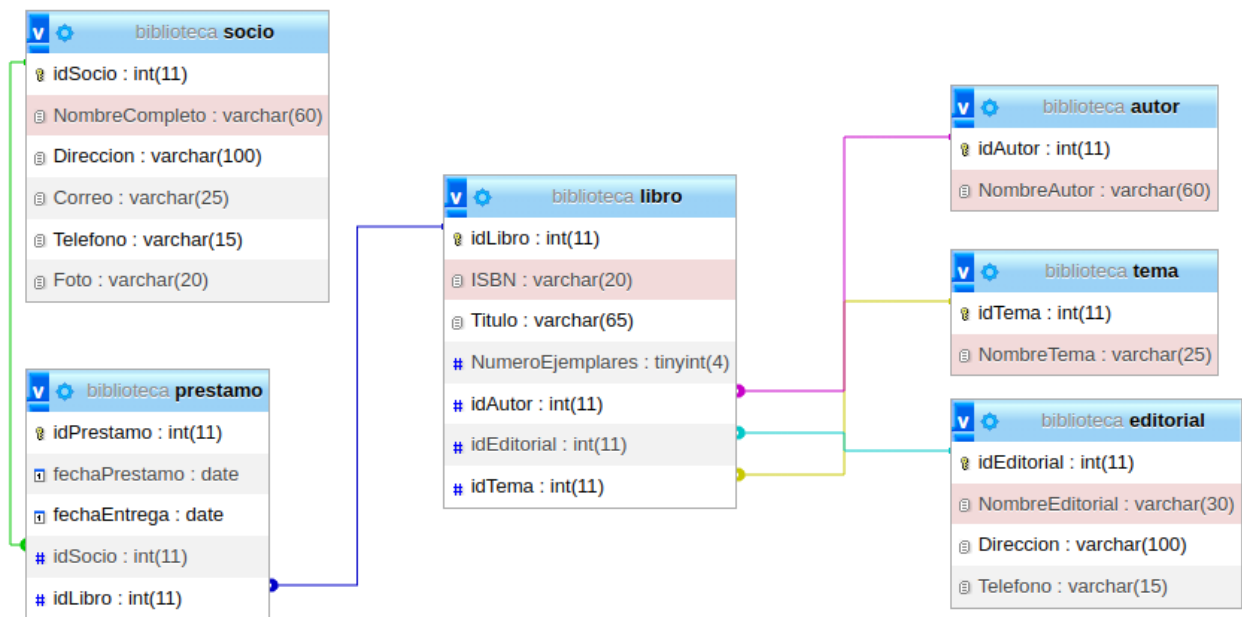 biblioteca socio
idSocio : int(11)
NombreCompleto : varchar(60)
Direccion : varchar(100)
Correo : varchar(25)
Telefono : varchar(15)
Foto : varchar(20)
biblioteca prestamo
idPrestamo : int(11)
fechaPrestamo : date
fechaEntrega : date
idSocio : int(11)
idLibro : int(11)
biblioteca libro
idLibro : int(11)
ISBN : varchar(20)
Titulo : varchar(65)
NumeroEjemplares : tinyint(4)
idAutor : int(11)
idEditorial : int(11)
idTema : int(11)
biblioteca autor
idAutor : int(11)
NombreAutor : varchar(60)
biblioteca tema
idTema : int(11)
NombreTema : varchar(25)
biblioteca editorial
idEditorial : int(11)
NombreEditorial : varchar(30)
Direccion : varchar(100)
Telefono : varchar(15)